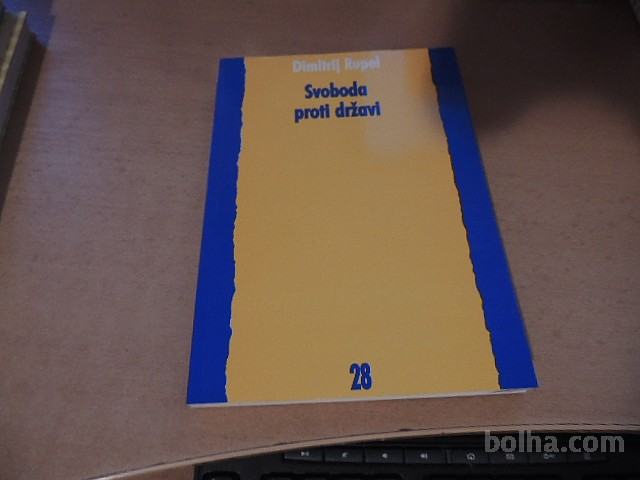 Dimitrij Rupel
Svoboda
proti državi
28
bolha.com